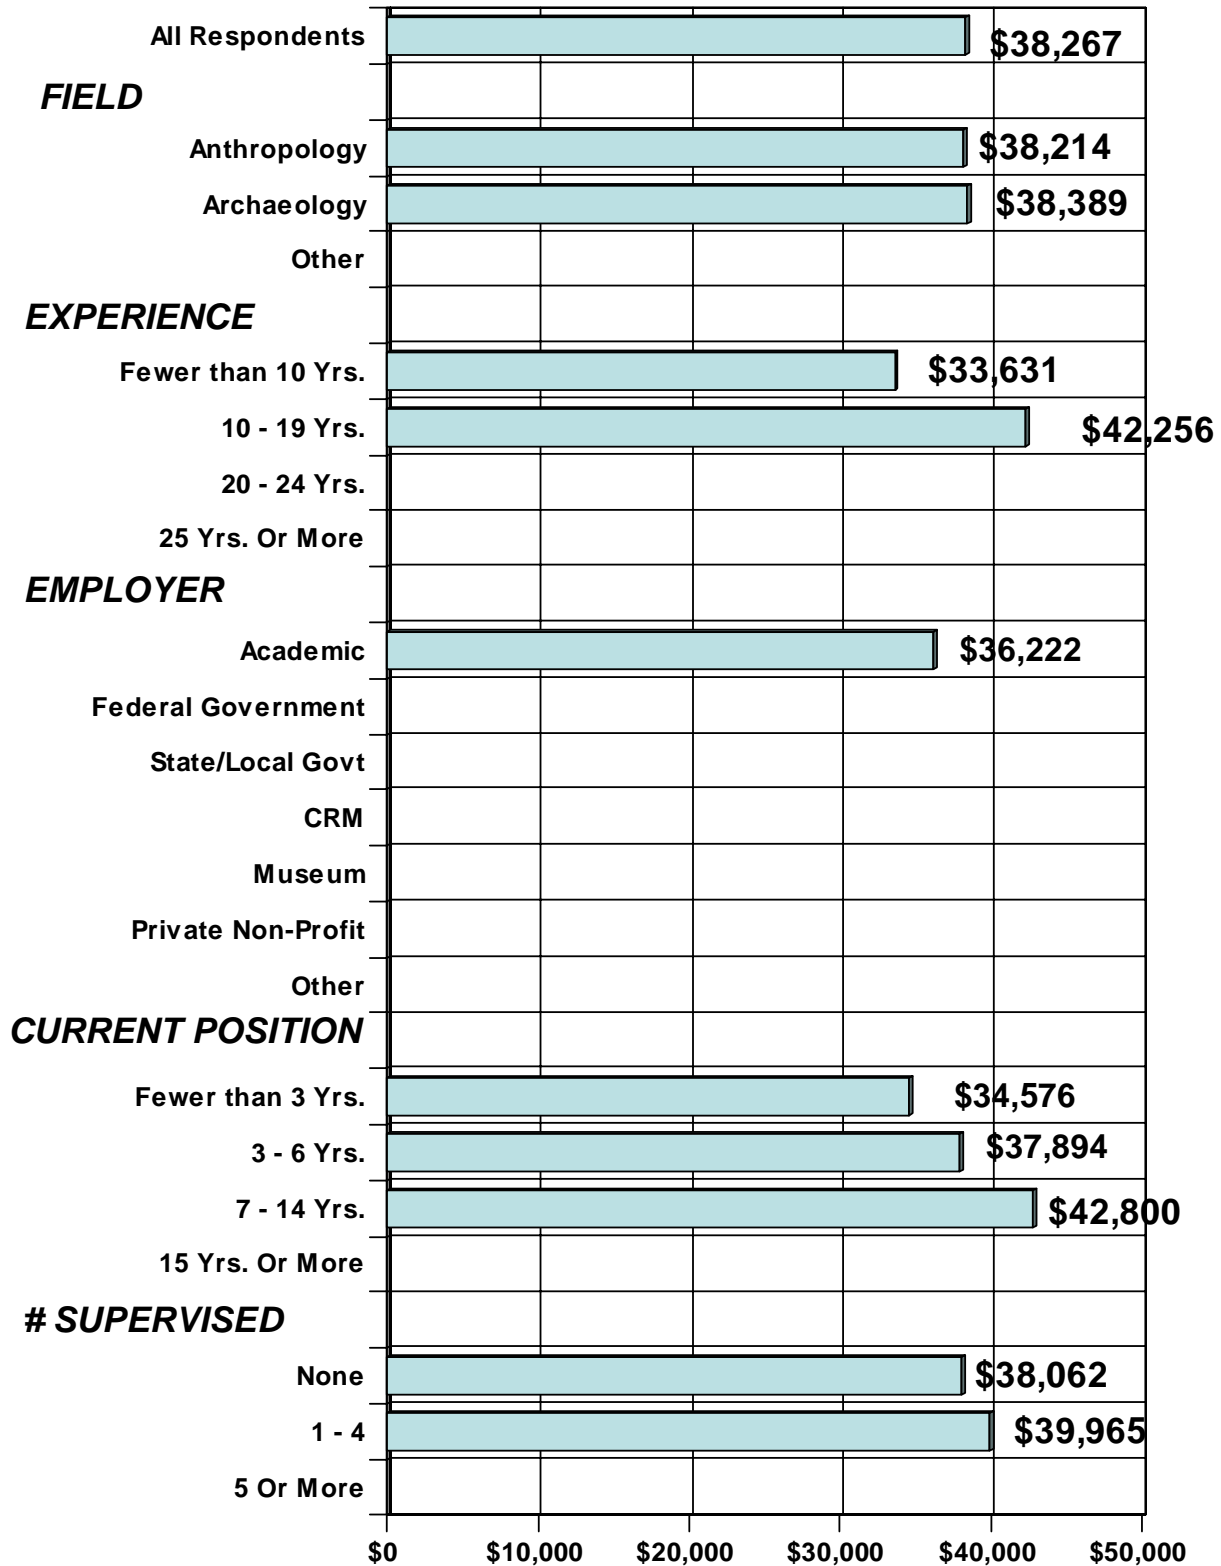 All Respondents $38,267
FIELD
Anthropology $38,214
Archaeology $38,389
Other
EXPERIENCE
Fewer than 10 Yrs. $33,631
10 - 19 Yrs. $42,256
20 - 24 Yrs.
25 Yrs. Or More
EMPLOYER
Academic $36,222
Federal Government
State/Local Govt
CRM
Museum
Private Non-Profit
Other
CURRENT POSITION
Fewer than 3 Yrs. $34,576
3 - 6 Yrs. $37,894
7 - 14 Yrs. $42,800
15 Yrs. Or More
# SUPERVISED
None $38,062
1 - 4 $39,965
5 Or More
$0 $10,000 $20,000 $30,000 $40,000 $50,000